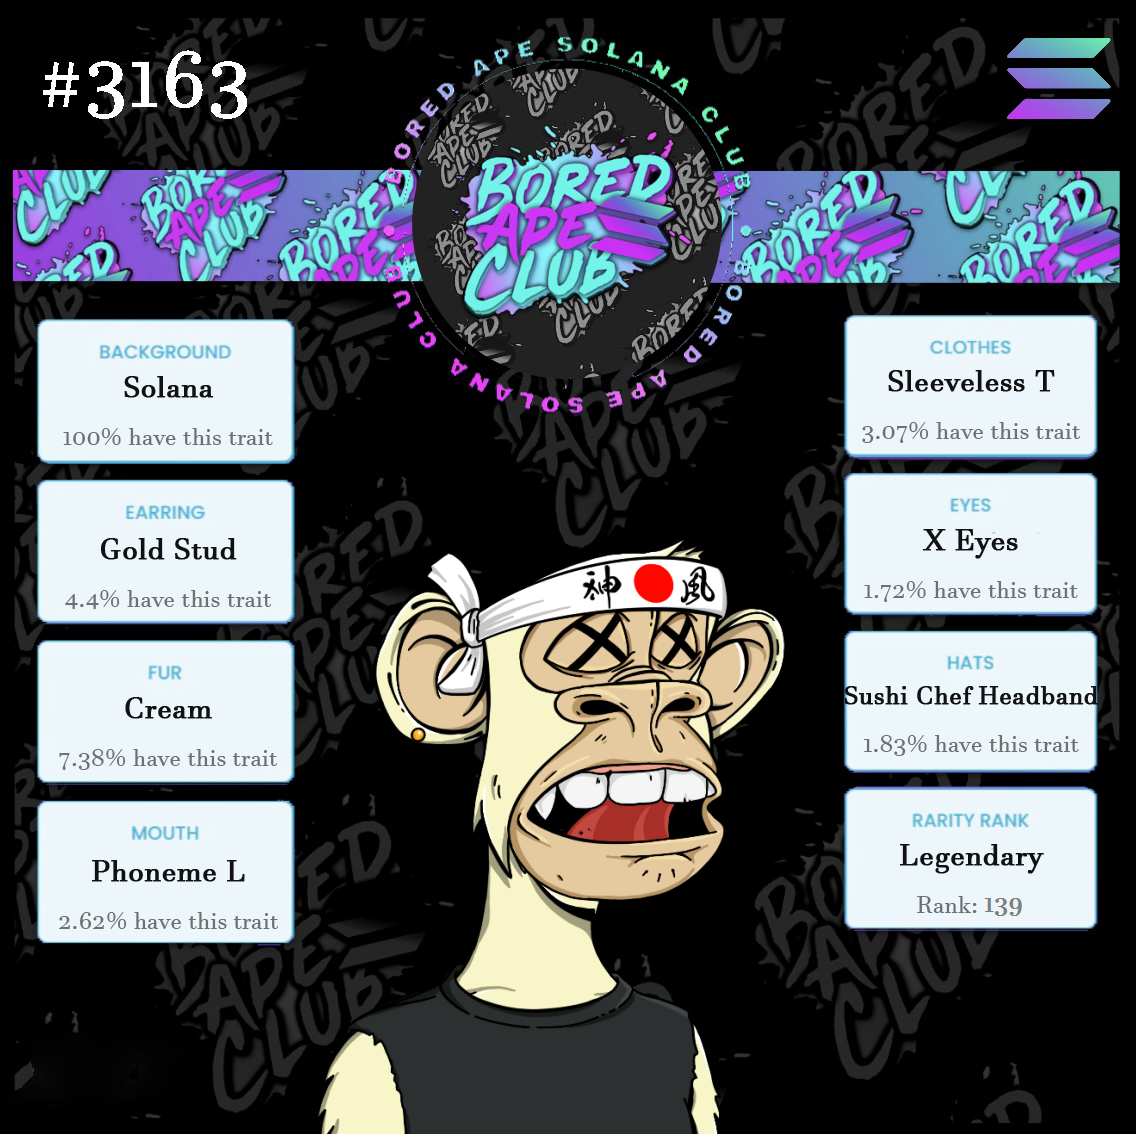 #3163
BORED APE SOLANA CLUB
BORED APE SOLANA CLUB
BORED
APE
CLUB
BACKGROUND
Solana
100% have this trait
EARRING
Gold Stud
4.4% have this trait
FUR
Cream
7.38% have this trait
MOUTH
Phoneme L
2.62% have this trait
CLOTHES
Sleeveless T
3.07% have this trait
EYES
X Eyes
1.72% have this trait
HATS
Sushi Chef Headband
1.83% have this trait
RARITY RANK
Legendary
Rank: 139
神 風